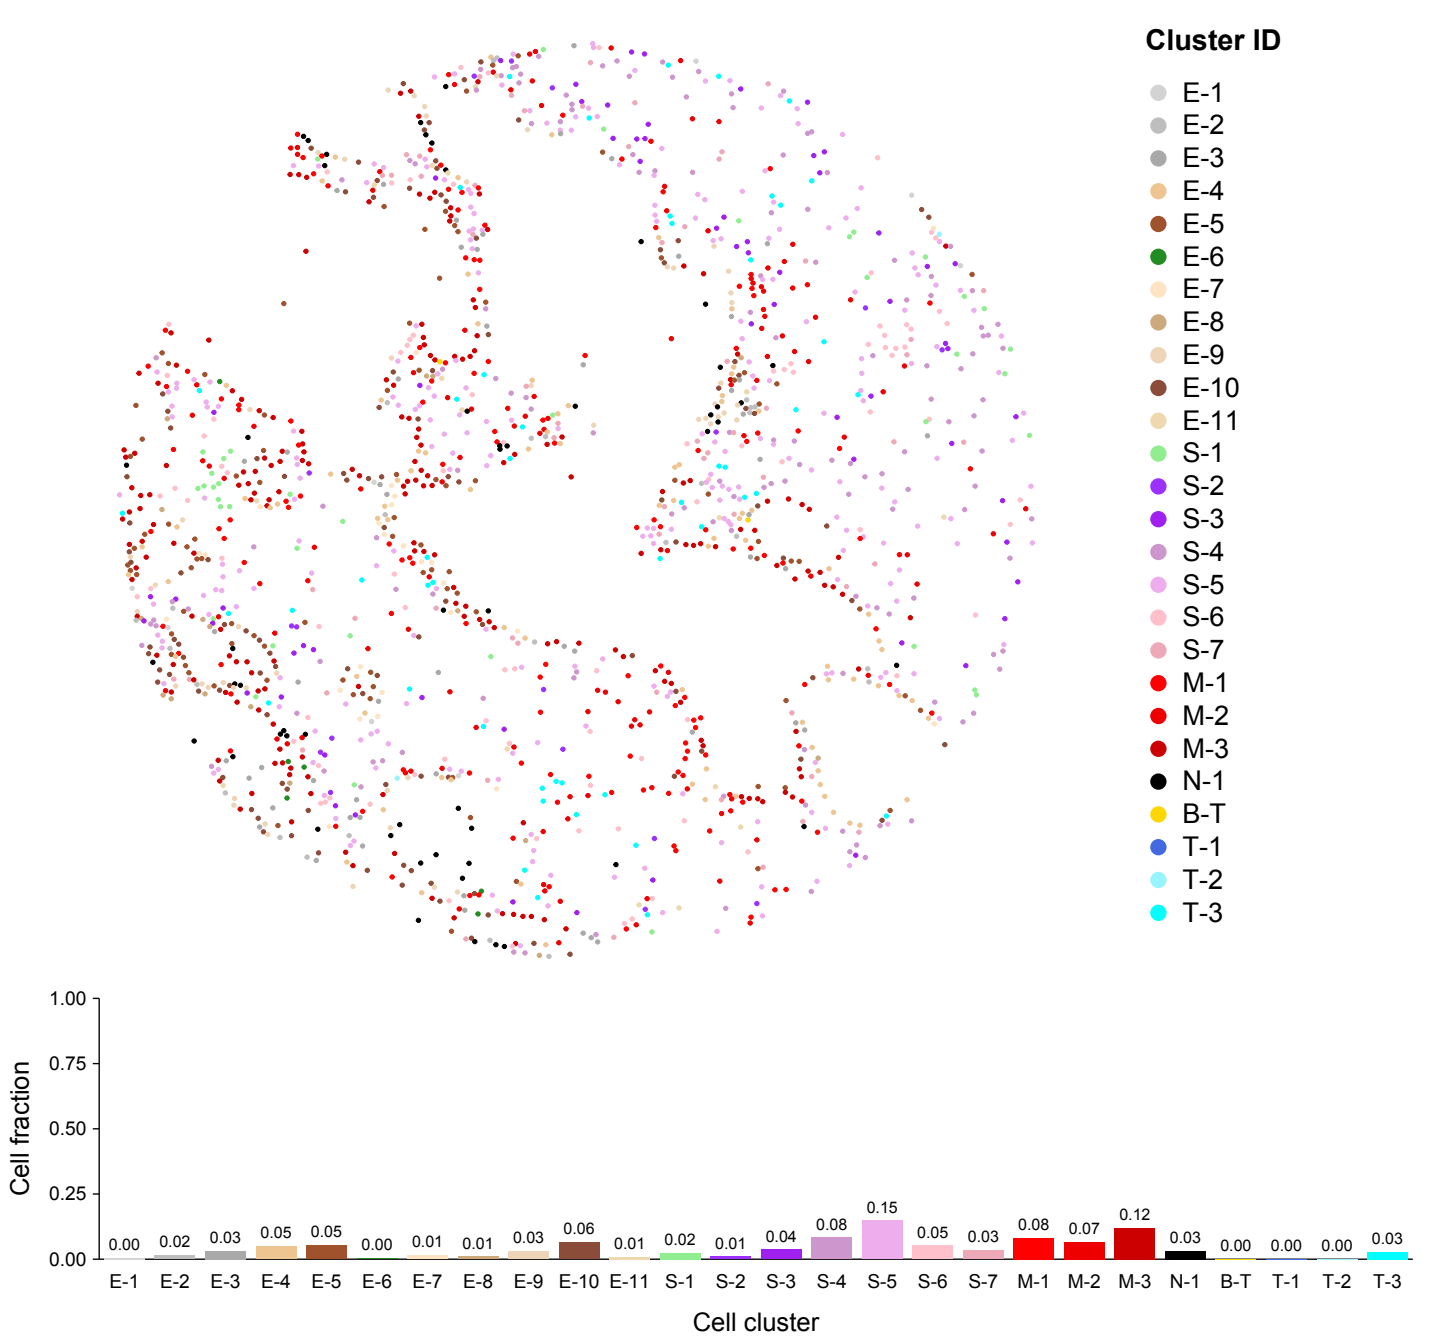 Cluster ID
E-1
E-2
E-3
E-4
E-5
E-6
E-7
E-8
E-9
E-10
E-11
S-1
S-2
S-3
S-4
S-5
S-6
S-7
M-1
M-2
M-3
N-1
B-T
T-1
T-2
T-3
1.00
0.75
0.50
0.25
0.00
Cell fraction
0.00 0.02 0.03 0.05 0.05 0.00 0.01 0.01 0.03 0.06 0.01 0.02 0.01 0.04 0.08 0.15 0.05 0.03 0.08 0.07 0.12 0.03 0.00 0.00 0.00 0.03
E-1 E-2 E-3 E-4 E-5 E-6 E-7 E-8 E-9 E-10 E-11 S-1 S-2 S-3 S-4 S-5 S-6 S-7 M-1 M-2 M-3 N-1 B-T T-1 T-2 T-3
Cell cluster